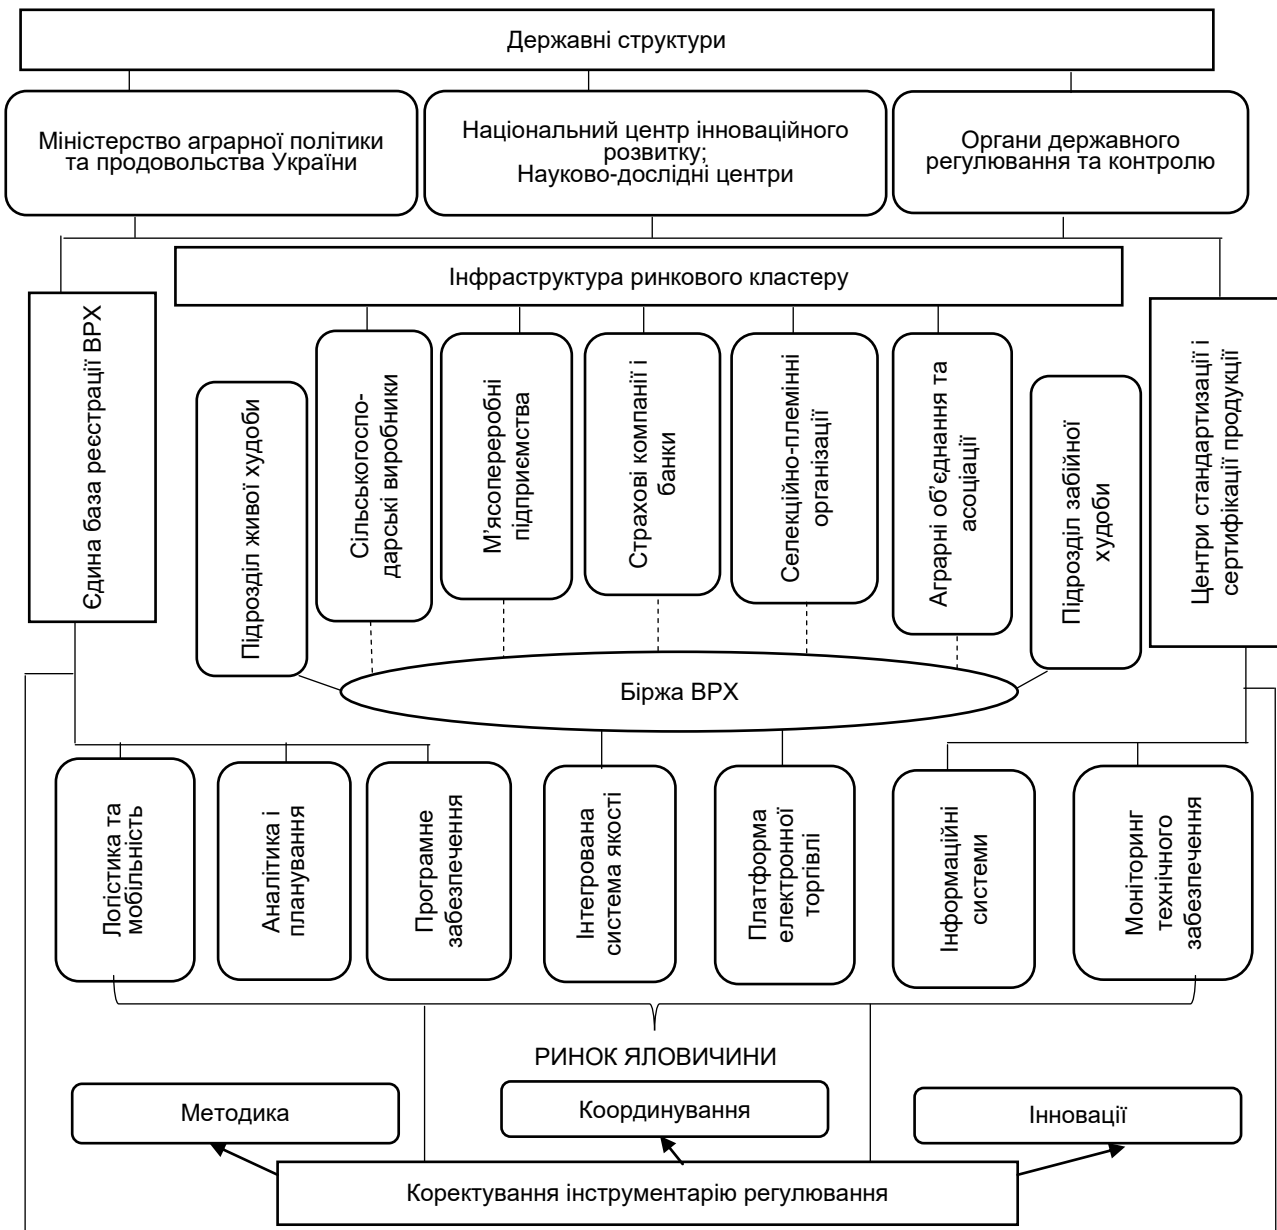 Державні структури
Міністерство аграрної політики
та продовольства України
Національний центр інноваційного
розвитку;
Науково-дослідні центри
Органи державного
регулювання та контролю
Інфраструктура ринкового кластеру
Єдина база реєстрації ВРХ
Підрозділ живої худоби
Сільськогоспо-
дарські виробники
М’ясопереробні
підприємства
Страхові компанії і
банки
Селекційно-племінні
організації
Аграрні об’єднання та
асоціації
Підрозділ забійної
худоби
Центри стандартизації і
сертифікації продукції
Біржа ВРХ
Логістика та
мобільність
Аналітика і
планування
Програмне
забезпечення
Інтегрована
система якості
Платформа
електронної
торгівлі
Інформаційні
системи
Моніторинг
технічного
забезпечення
РИНОК ЯЛОВИЧИНИ
Методика
Координування
Інновації
Коректування інструментарію регулювання